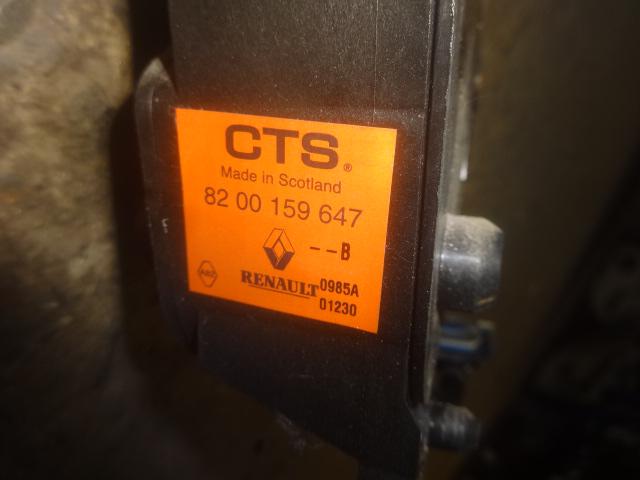 CTS®
Made in Scotland
82 00 159 647
--B
RENAULT 0985A
01230